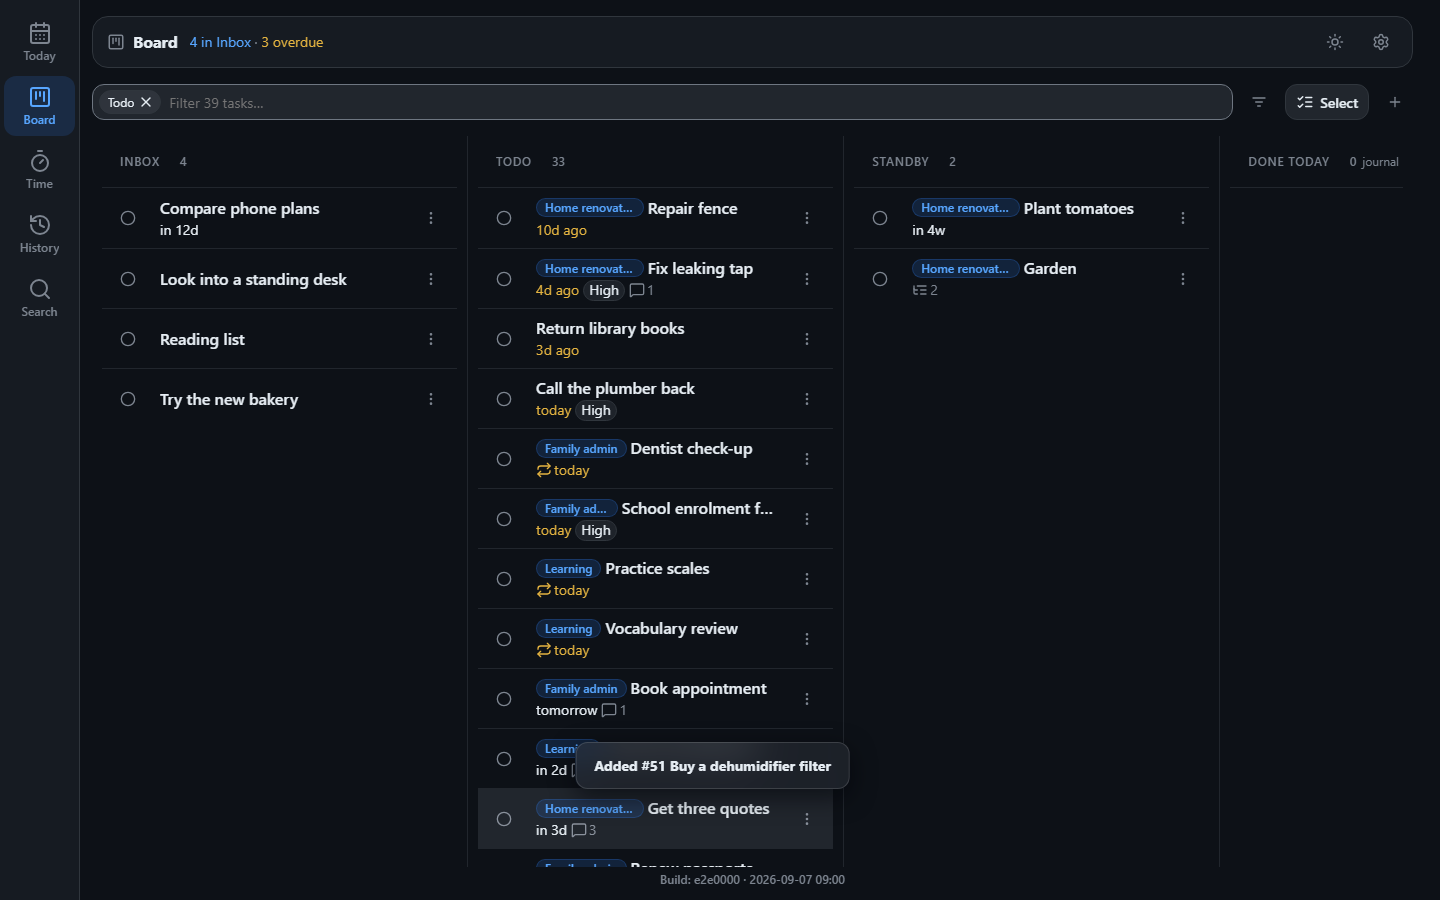 Today
Board
Time
History
Search
Board 4 in Inbox · 3 overdue
Todo Filter 39 tasks...
Select
INBOX 4
Compare phone plans
in 12d
Look into a standing desk
Reading list
Try the new bakery
TODO 33
Home renovat... Repair fence
10d ago
Home renovat... Fix leaking tap
4d ago High 1
Return library books
3d ago
Call the plumber back
today High
Family admin Dentist check-up
today
Family ad... School enrolment f...
today High
Learning Practice scales
today
Learning Vocabulary review
today
Family admin Book appointment
tomorrow 1
in 2d
Added #51 Buy a dehumidifier filter
Home renovat... Get three quotes
in 3d 3
STANDBY 2
Home renovat... Plant tomatoes
in 4w
Home renovat... Garden
2
DONE TODAY 0 journal
Build: e2e0000 · 2026-09-07 09:00